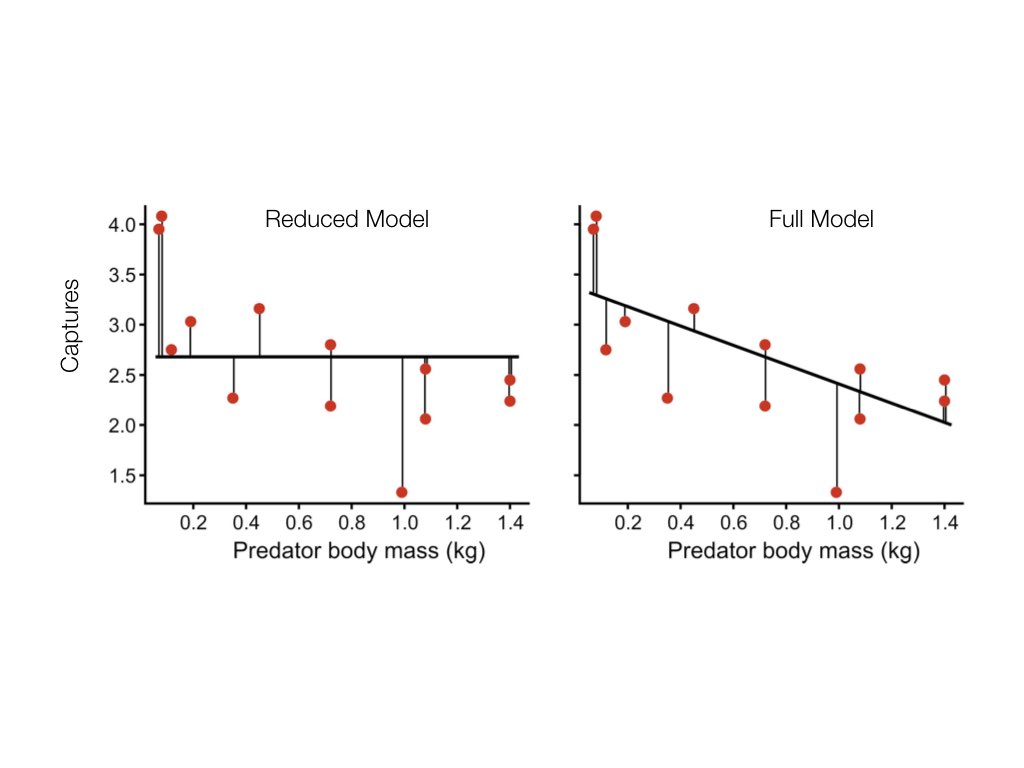 Reduced Model
Full Model
Captures
4.0
3.5
3.0
2.5
2.0
1.5
0.2 0.4 0.6 0.8 1.0 1.2 1.4
0.2 0.4 0.6 0.8 1.0 1.2 1.4
Predator body mass (kg)
Predator body mass (kg)